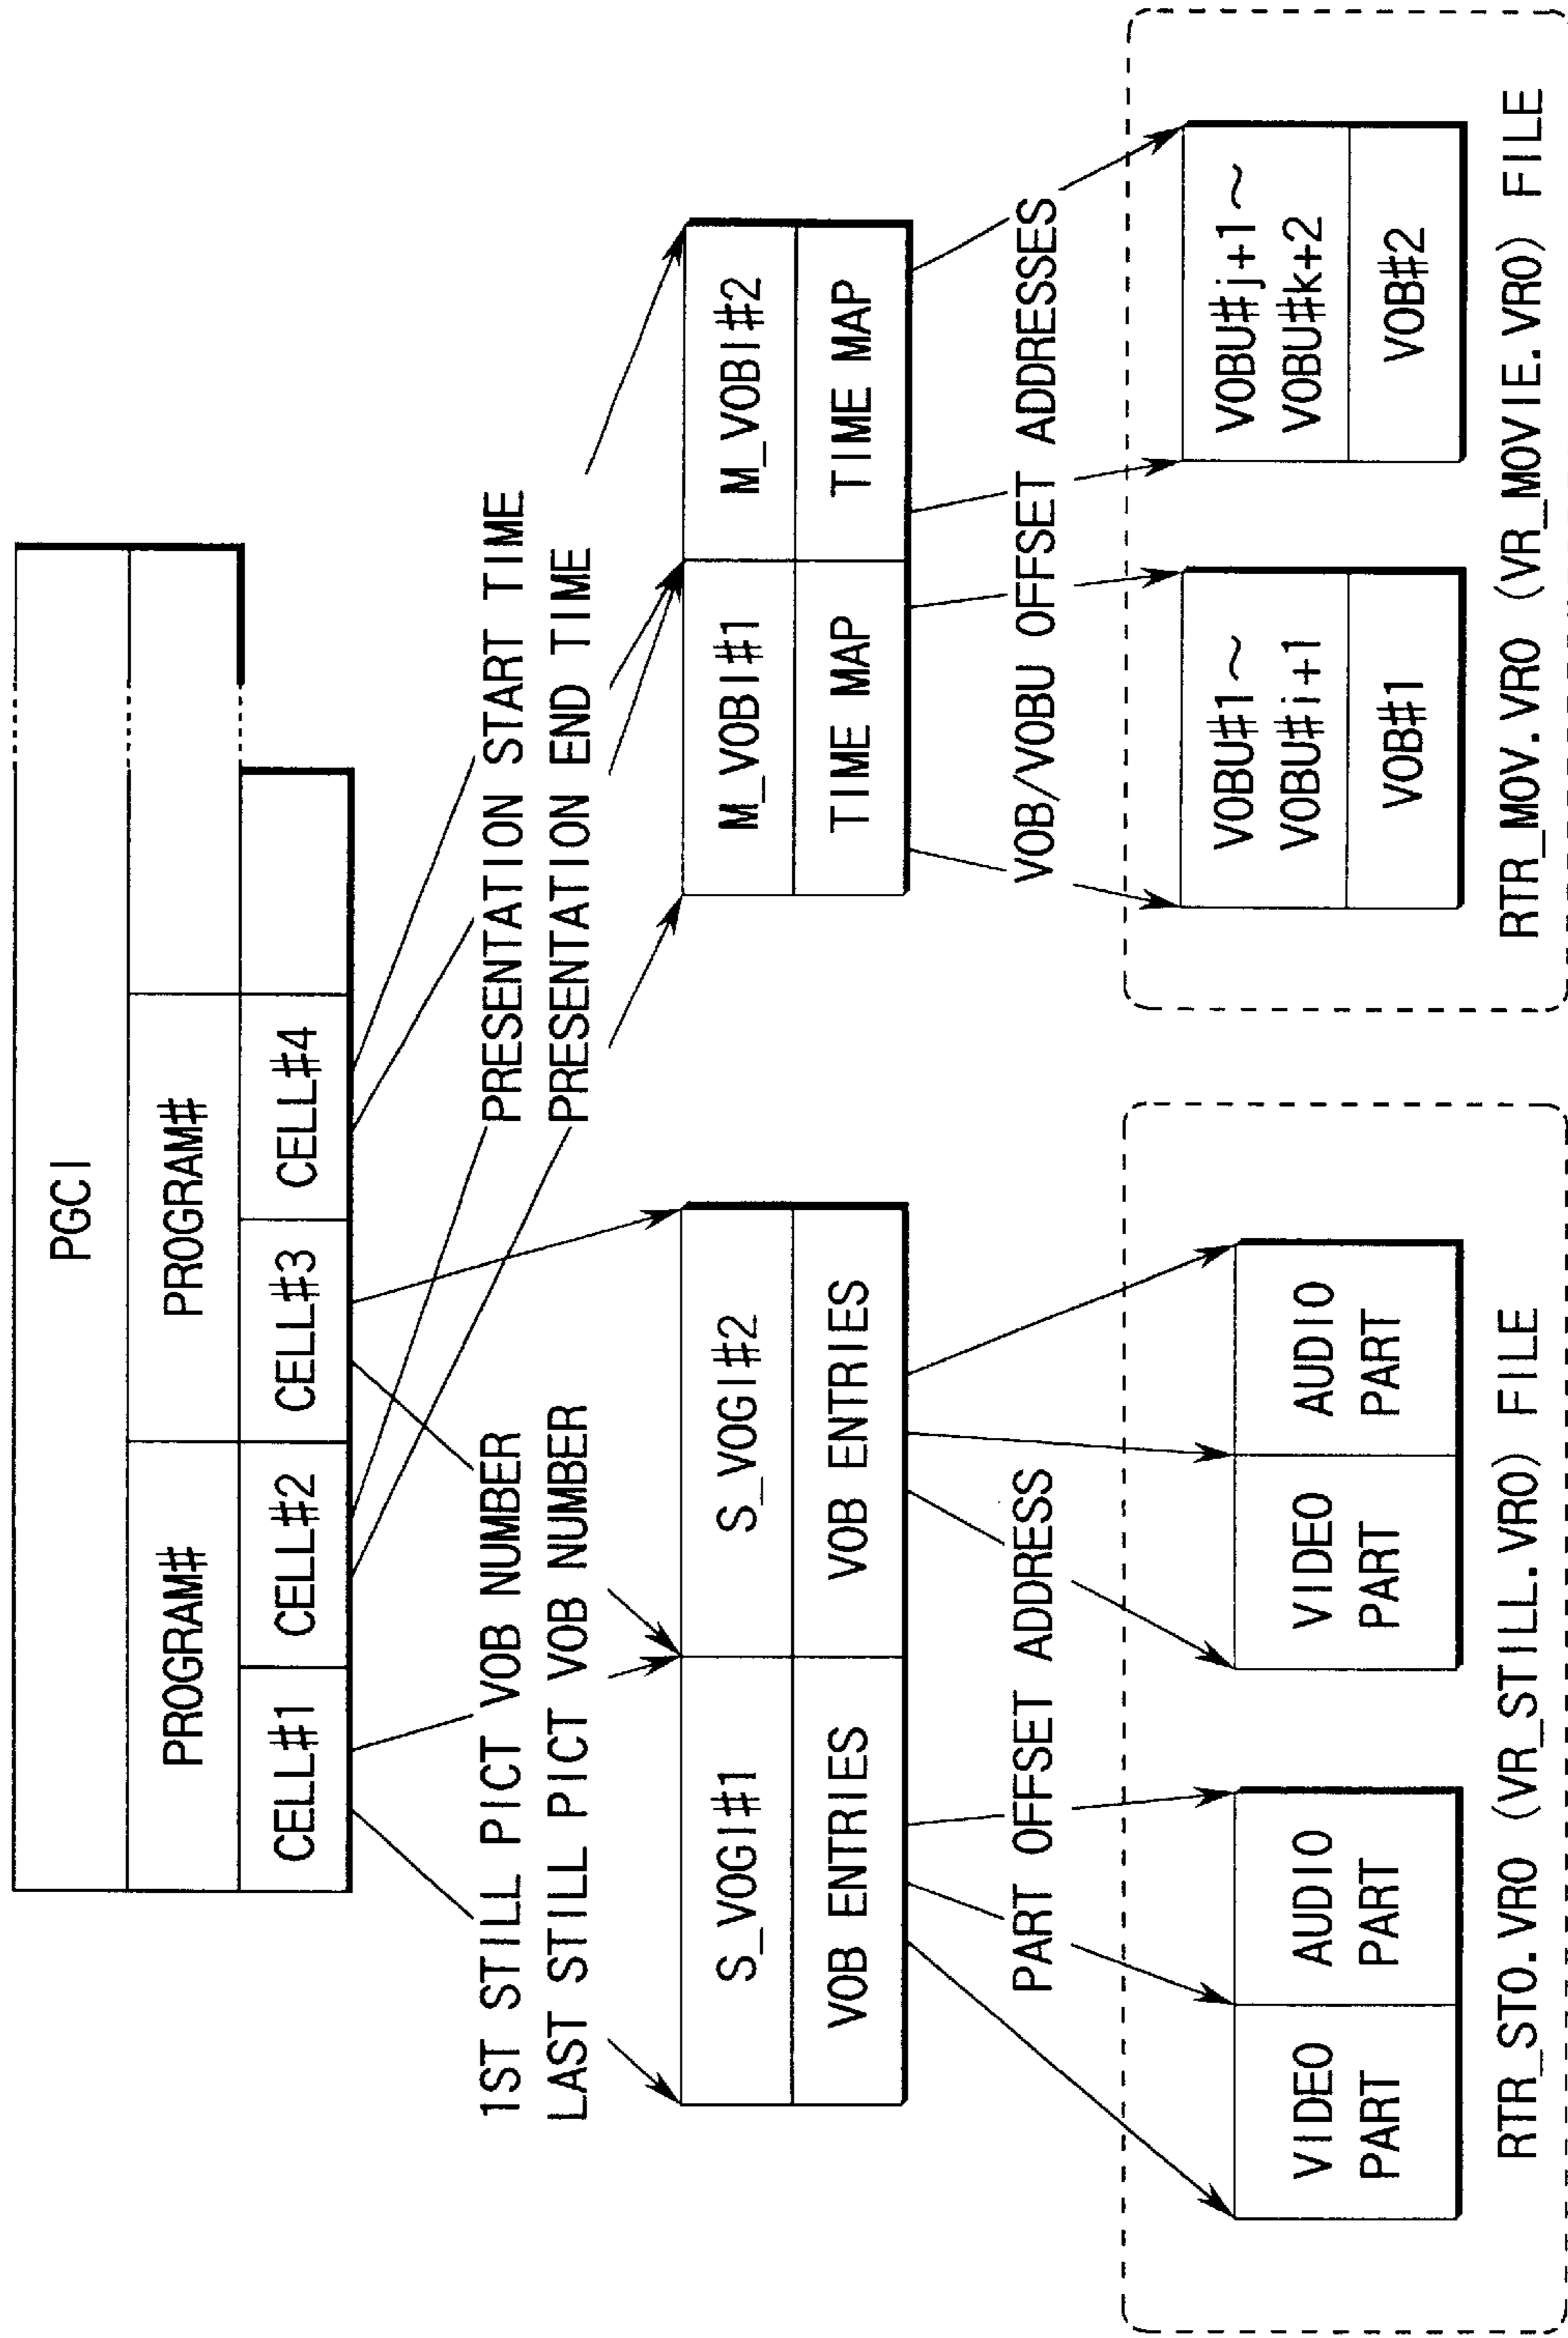 PGCI
PROGRAM#
PROGRAM#
CELL#1
CELL#2
CELL#3
CELL#4
1ST STILL PICT VOB NUMBER
LAST STILL PICT VOB NUMBER
PRESENTATION START TIME
PRESENTATION END TIME
S_VOGI#1
S_VOGI#2
VOB ENTRIES
VOB ENTRIES
M_VOBI#1
M_VOBI#2
TIME MAP
TIME MAP
PART OFFSET ADDRESS
VOB/VOBU OFFSET ADDRESSES
VIDEO
PART
AUDIO
PART
VIDEO
PART
AUDIO
PART
RTR_STO.VRO (VR_STILL.VRO) FILE
VOBU#1~
VOBU#i+1
VOB#1
VOBU#j+1~
VOBU#k+2
VOB#2
RTR_MOV.VRO (VR_MOVIE.VRO) FILE